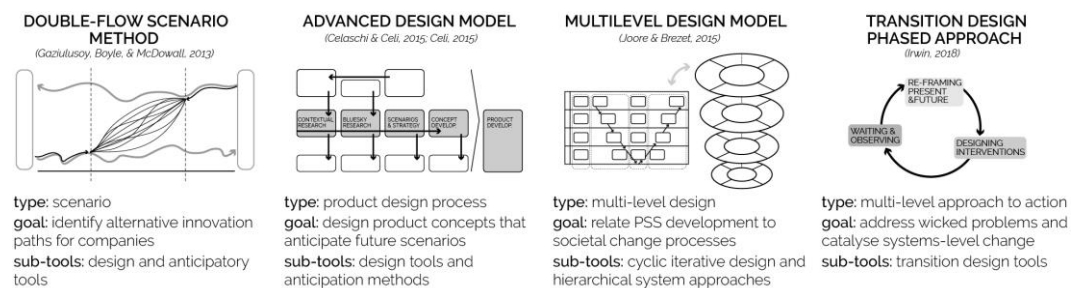 DOUBLE-FLOW SCENARIO
METHOD
(Gaziulusoy, Boyle, & McDowall, 2013)
type: scenario
goal: identify alternative innovation
paths for companies
sub-tools: design and anticipatory
tools
ADVANCED DESIGN MODEL
(Celaschi & Celi, 2015; Celi, 2015)
CONTEXTUAL
RESEARCH
BLUESKY
RESEARCH
SCENARIOS
& STRATEGY
CONCEPT
DEVELOP.
PRODUCT
DEVELOP.
type: product design process
goal: design product concepts that
anticipate future scenarios
sub-tools: design tools and
anticipation methods
MULTILEVEL DESIGN MODEL
(Joore & Brezet, 2015)
type: multi-level design
goal: relate PSS development to
societal change processes
sub-tools: cyclic iterative design and
hierarchical system approaches
TRANSITION DESIGN
PHASED APPROACH
(Irwin, 2018)
RE-FRAMING
PRESENT
&FUTURE
WAITING &
OBSERVING
DESIGNING
INTERVENTIONS
type: multi-level approach to action
goal: address wicked problems and
catalyse systems-level change
sub-tools: transition design tools